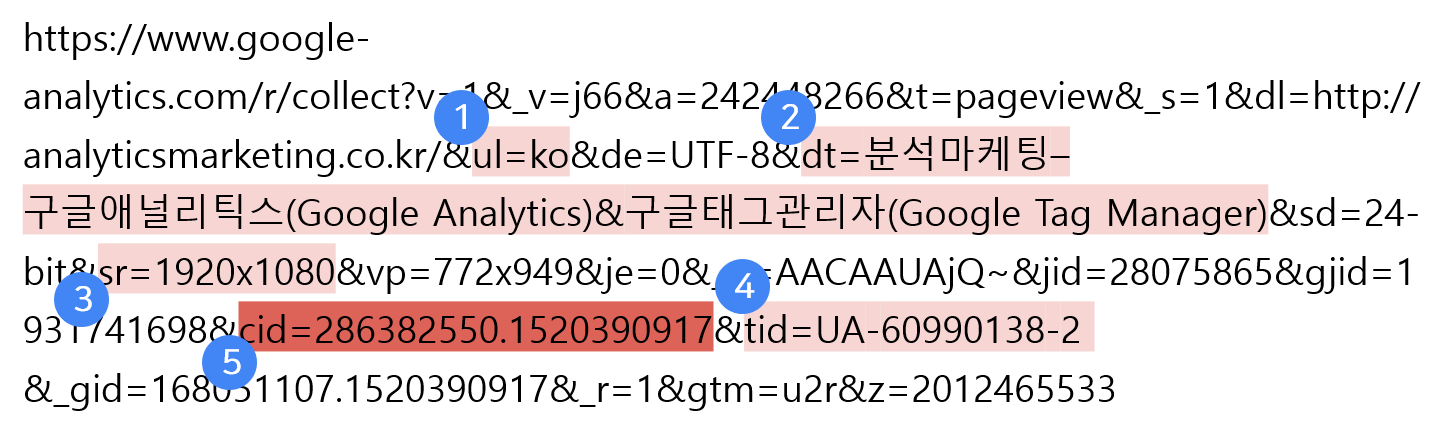 https://www.google-
analytics.com/r/collect?v=1&_v=j66&a=242448266&t=pageview&_s=1&dl=http://
1
2
analyticsmarketing.co.kr/&ul=ko&de=UTF-8&dt=분석마케팅–
구글애널리틱스(Google Analytics)&구글태그관리자(Google Tag Manager)&sd=24-
bit&sr=1920x1080&vp=772x949&je=0&_ =AACAAUAjQ~&jid=28075865&gjid=1
3
4
931741698&cid=286382550.1520390917&tid=UA-60990138-2
5
&_gid=168031107.1520390917&_r=1&gtm=u2r&z=2012465533